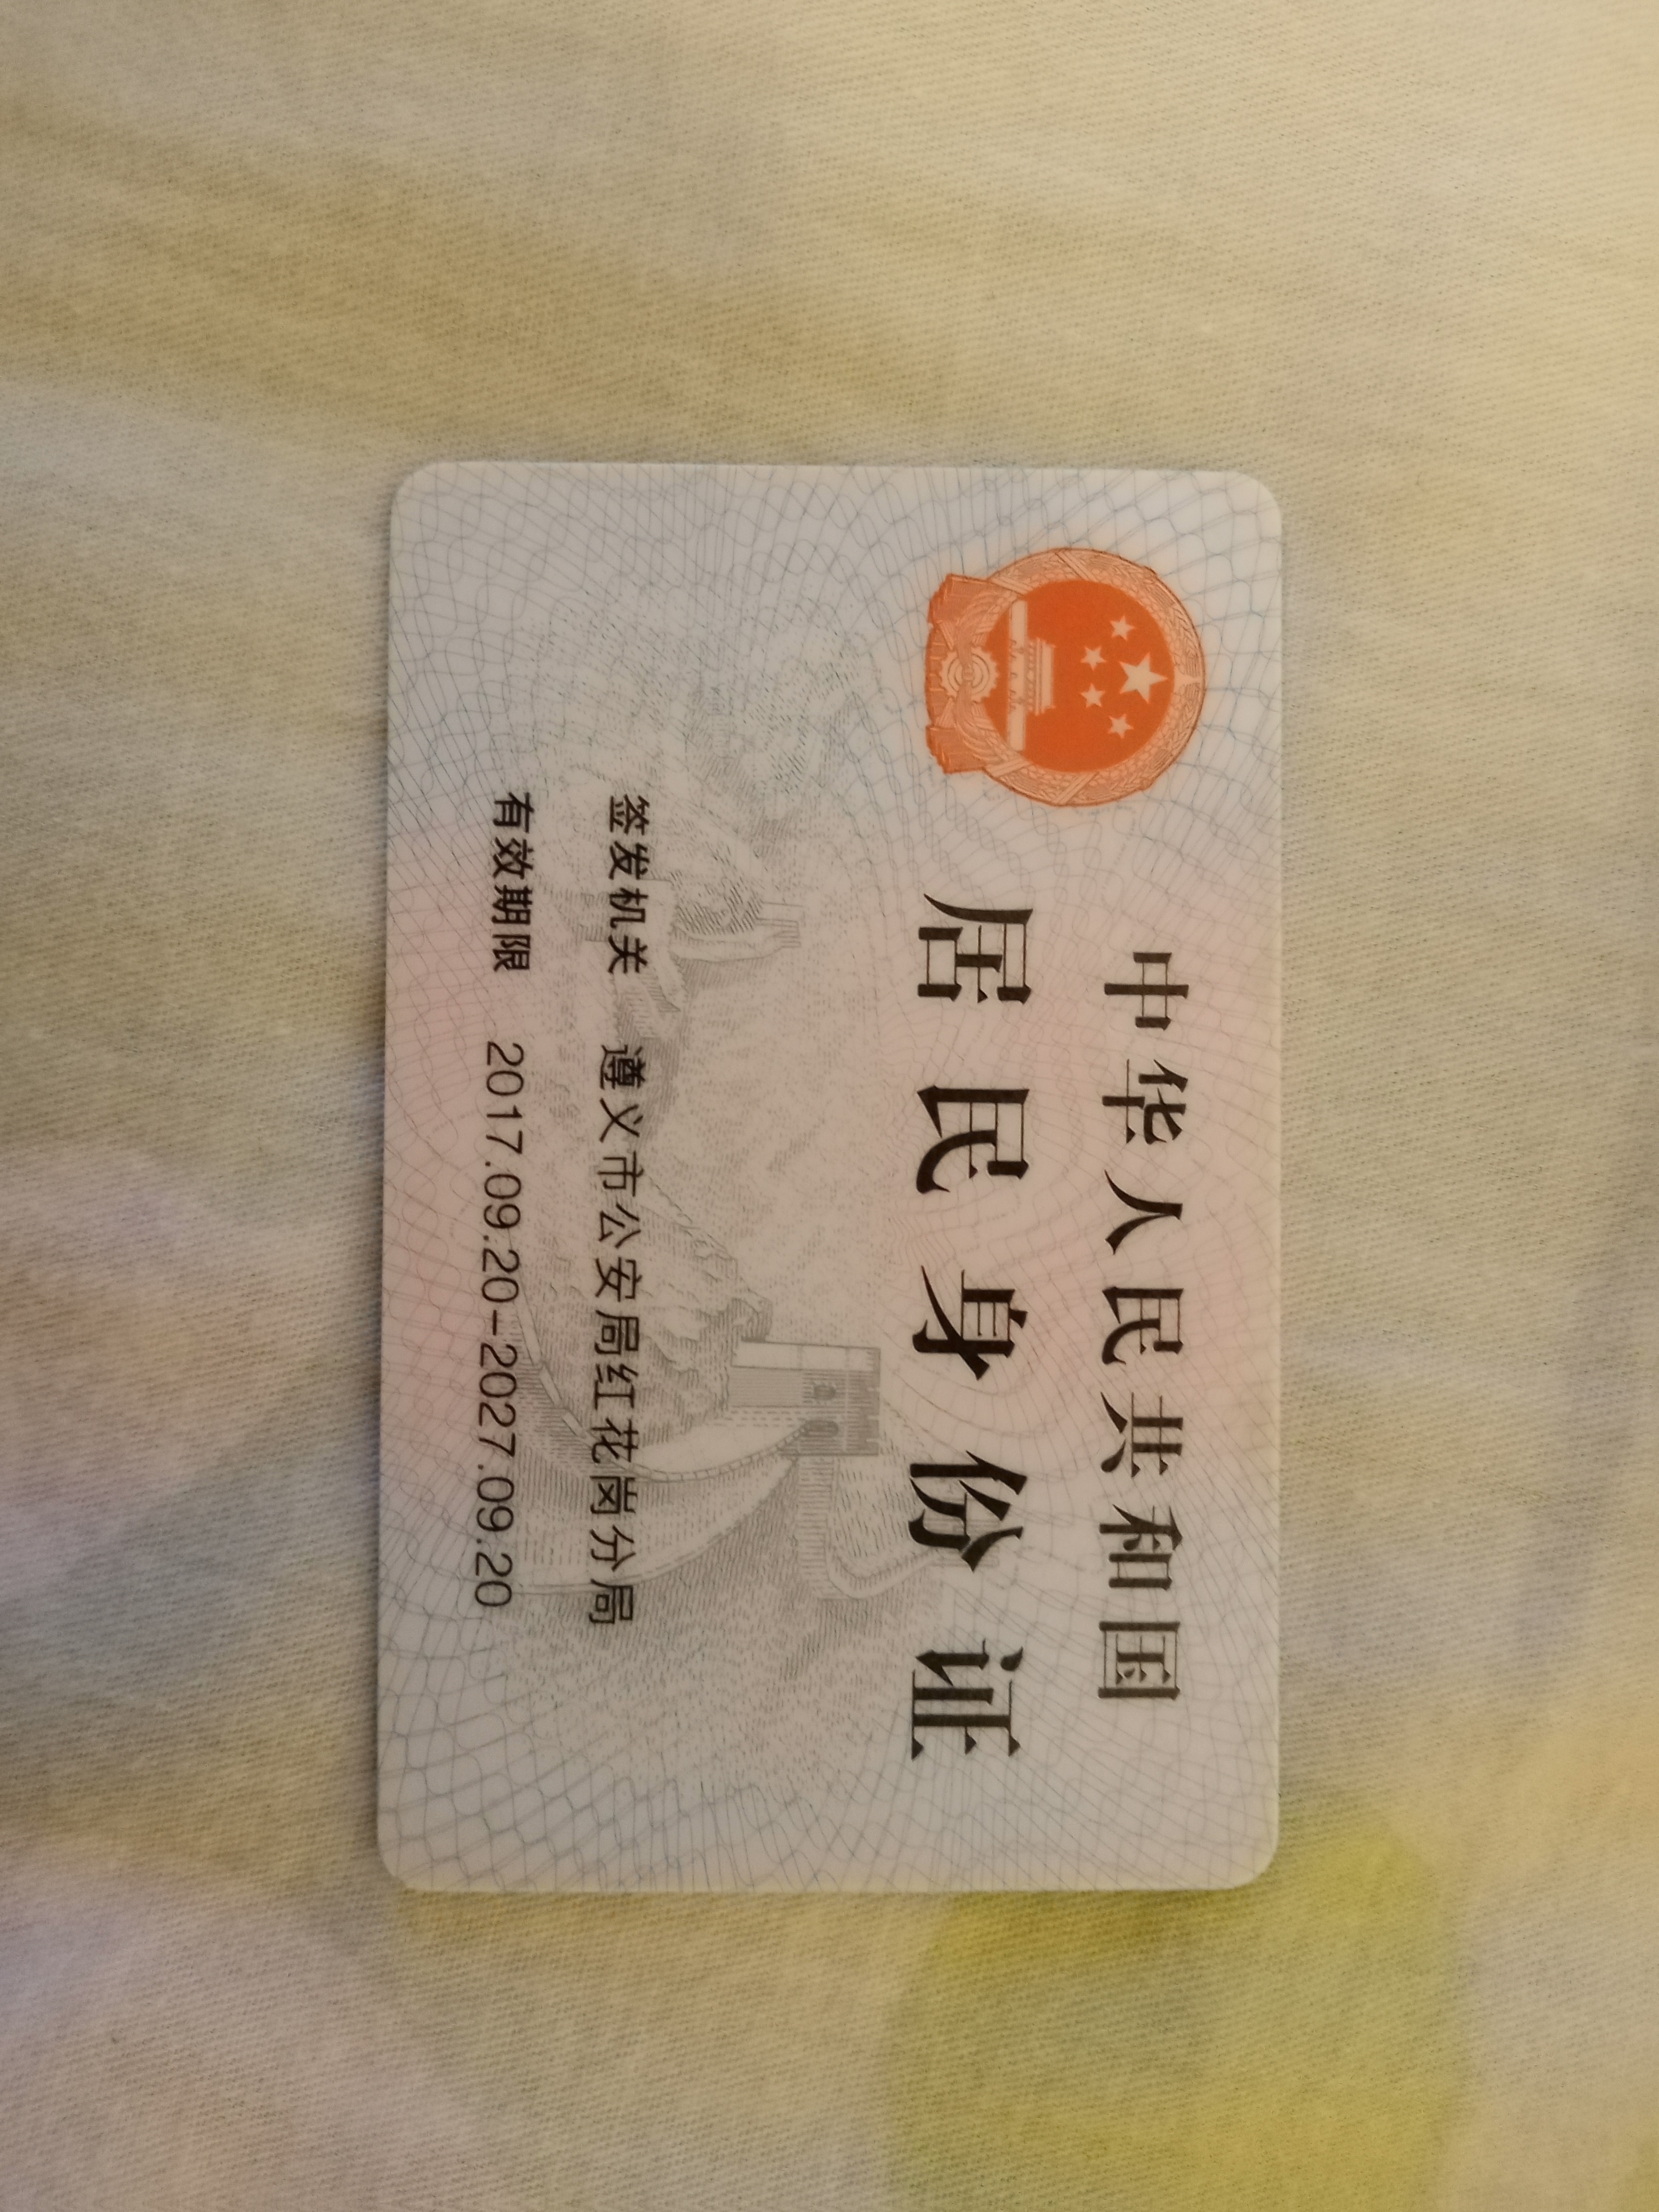 中华人民共和国
居民身份证
签发机关 遵义市公安局红花岗分局
有效期限 2017.09.20-2027.09.20